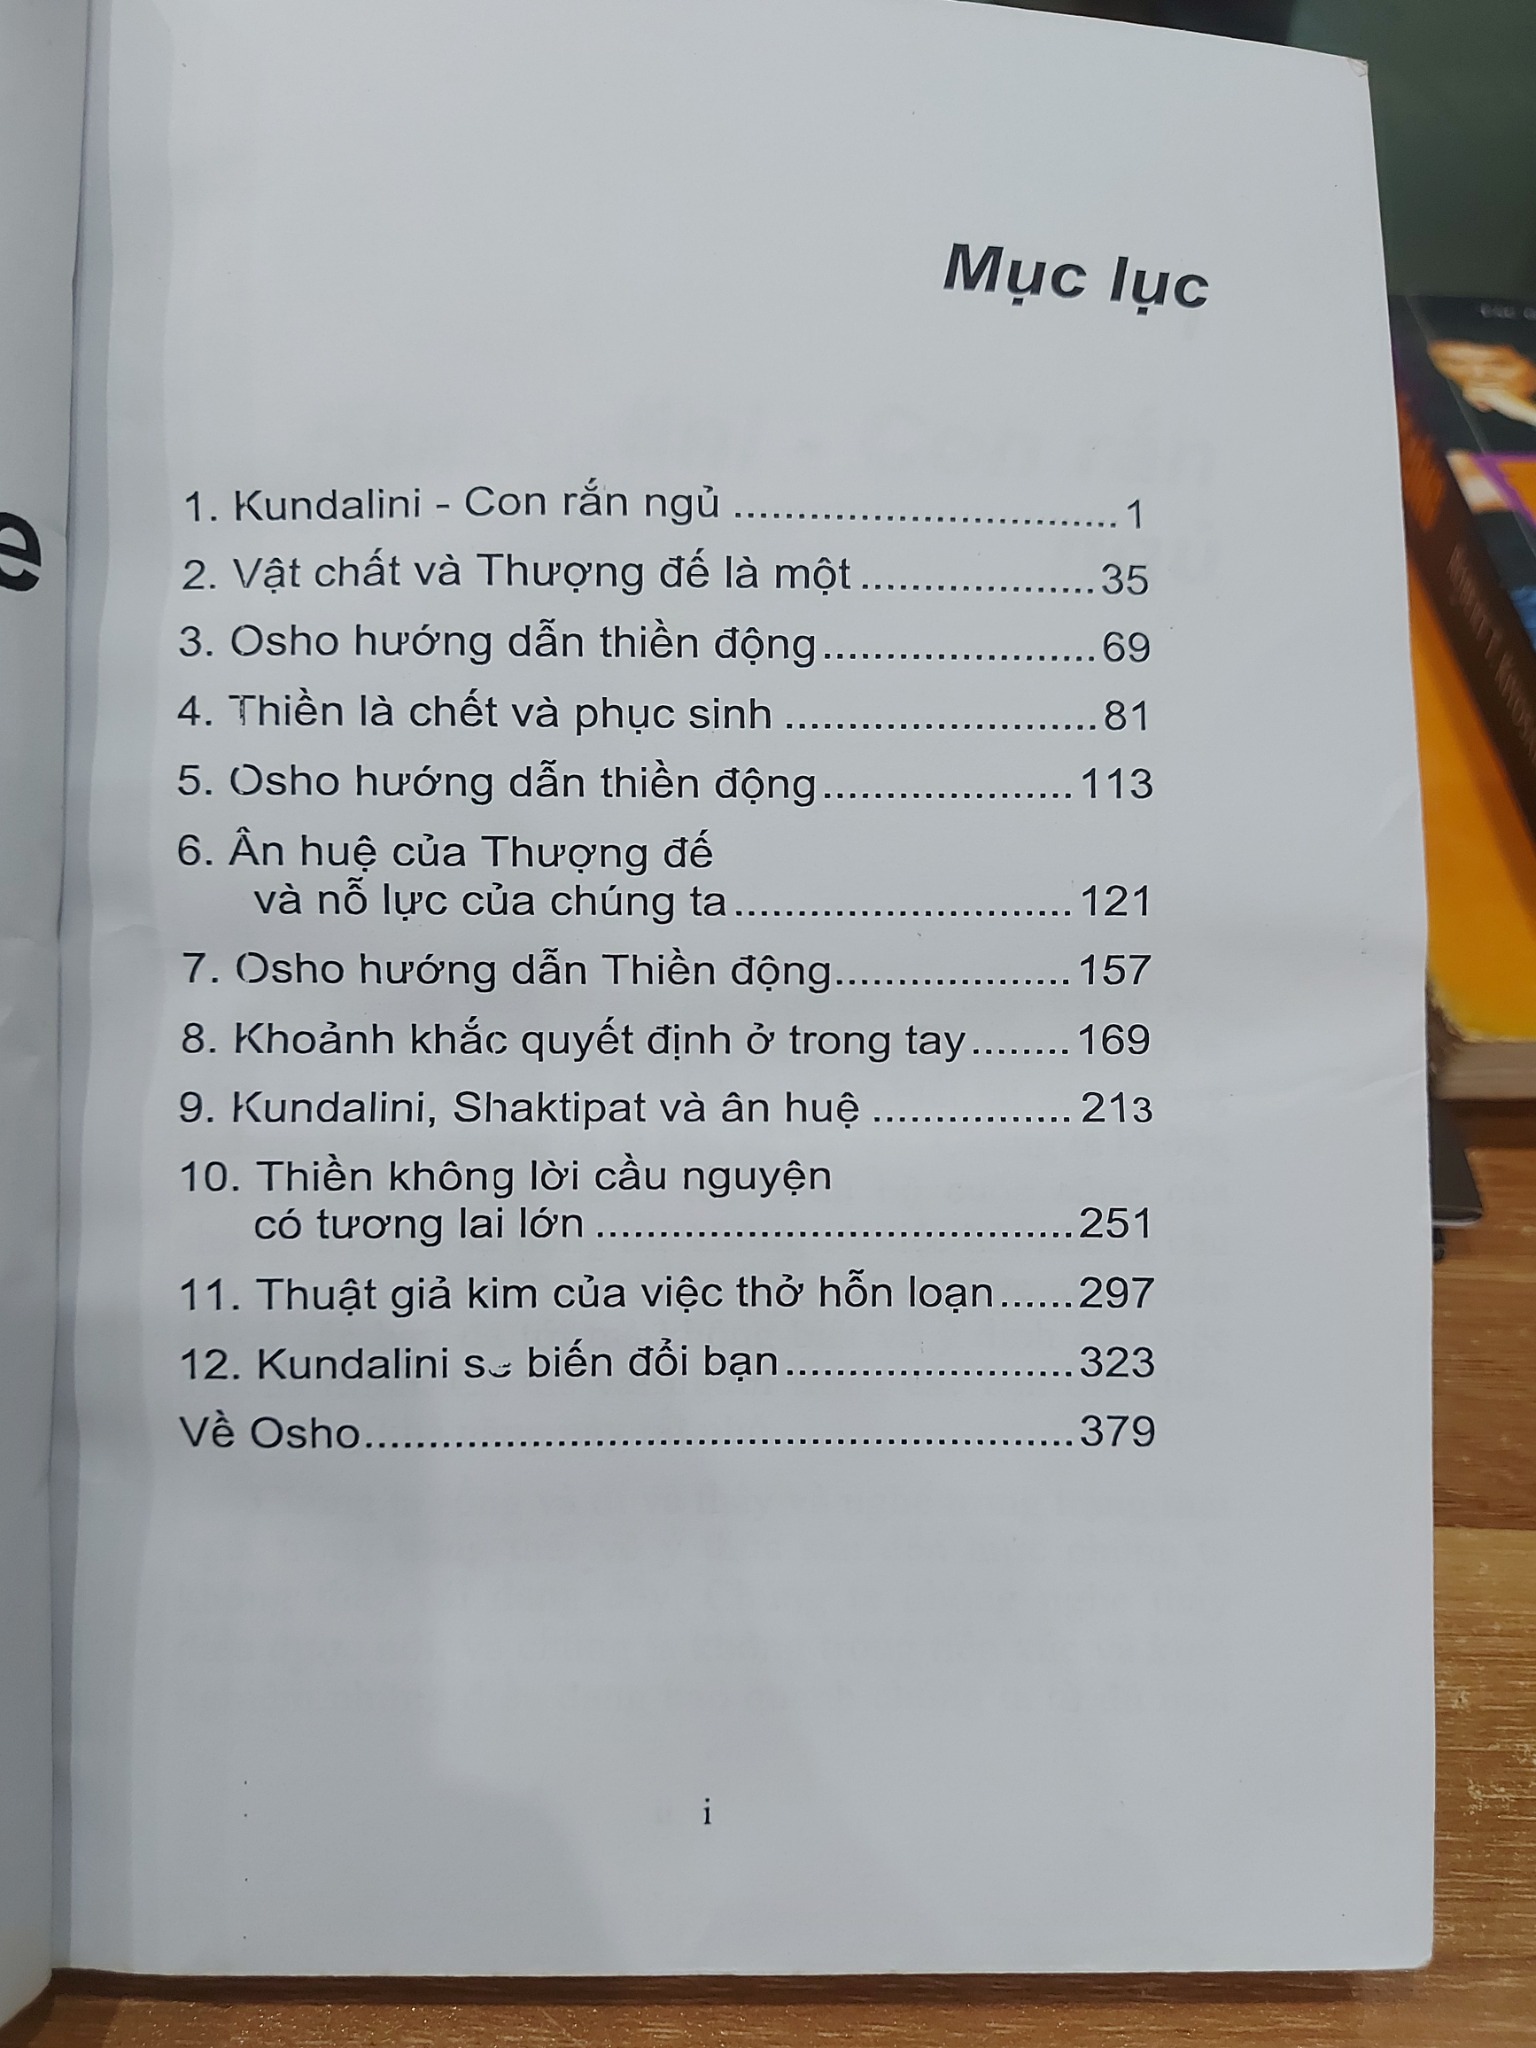 Mục lục
1. Kundalini - Con rắn ngủ .............................. 1
2. Vật chất và Thượng đế là một ................... 35
3. Osho hướng dẫn thiền động ...................... 69
4. Thiền là chết và phục sinh ......................... 81
5. Osho hướng dẫn thiền động .................... 113
6. Ân huệ của Thượng đế
và nỗ lực của chúng ta ........................... 121
7. Osho hướng dẫn Thiền động ................... 157
8. Khoảnh khắc quyết định ở trong tay ........ 169
9. Kundalini, Shaktipat và ân huệ ................ 213
10. Thiền không lời cầu nguyện
có tương lai lớn ...................................... 251
11. Thuật giả kim của việc thở hỗn loạn ...... 297
12. Kundalini sẽ biến đổi bạn ....................... 323
Về Osho ........................................................ 379
i